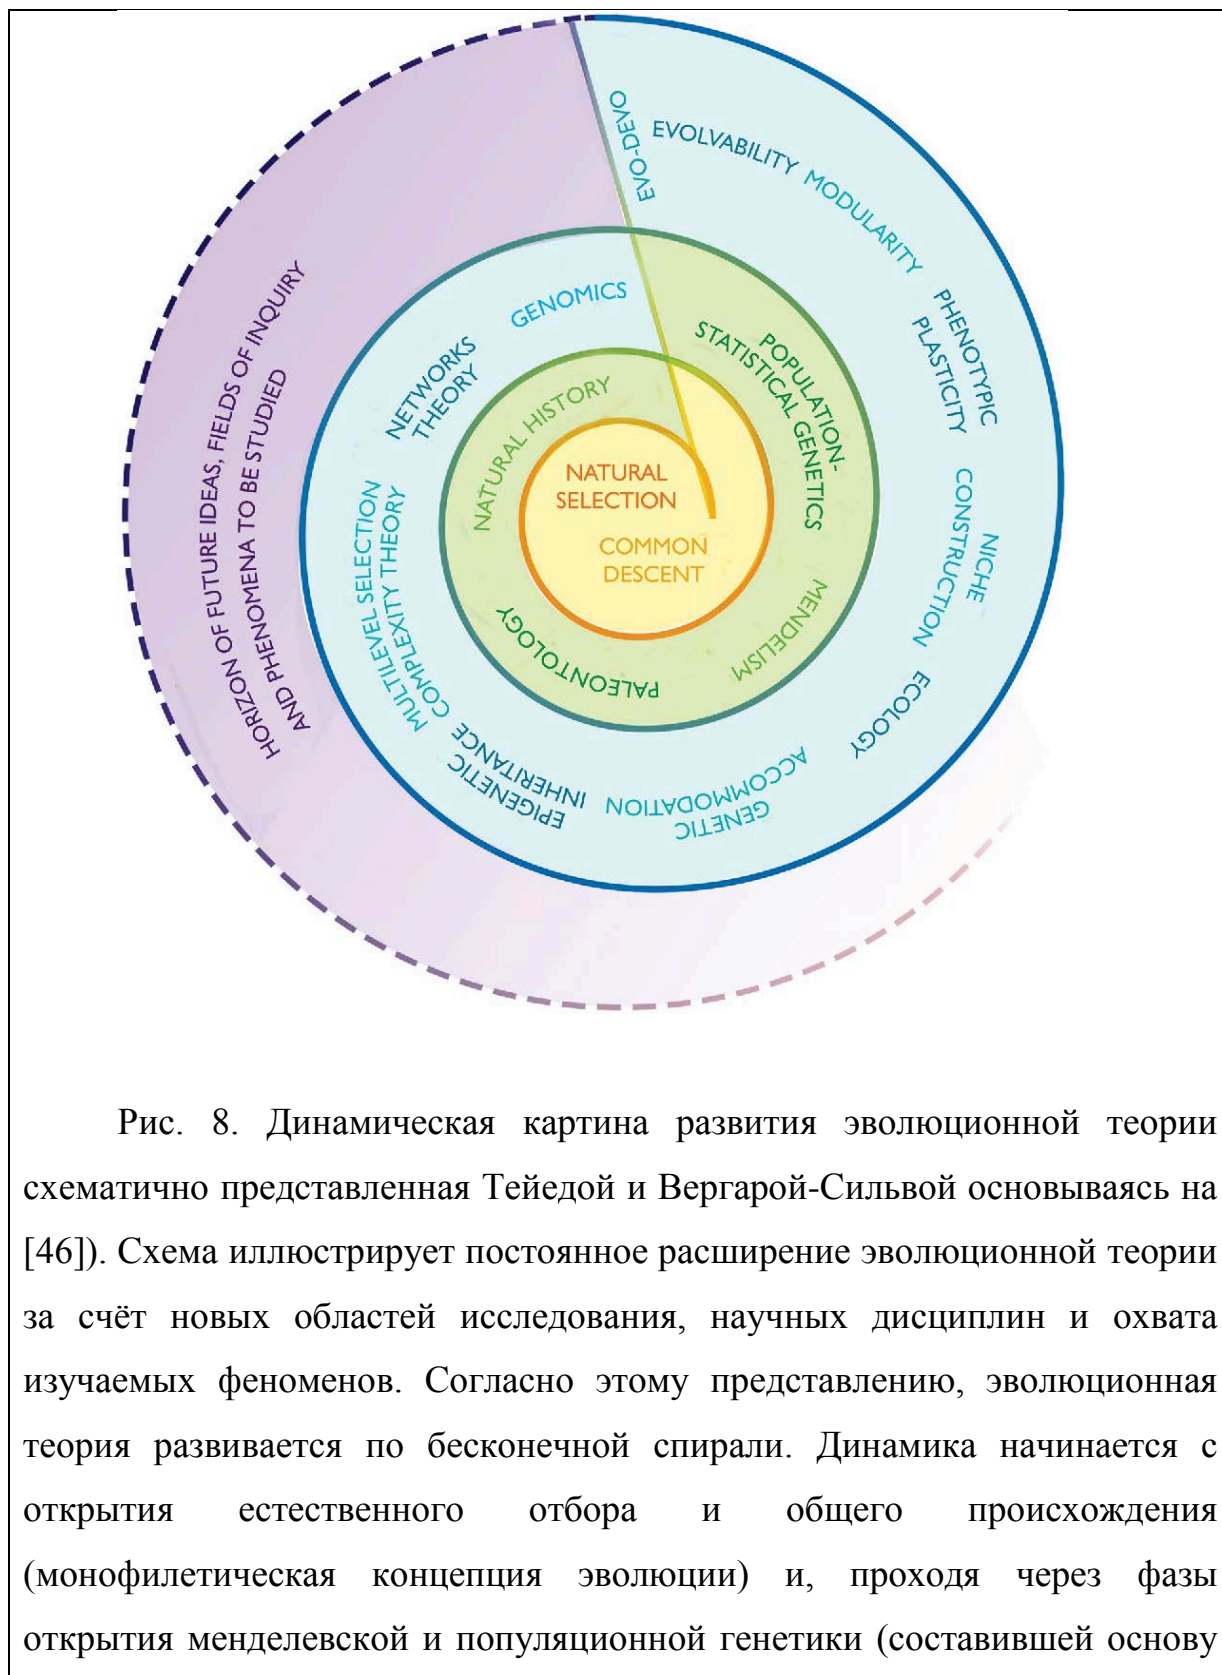 EVO-DEVO
EVOLVABILITY
MODULARITY
PHENOTYPIC
PLASTICITY
NICHE
CONSTRUCTION
ECOLOGY
GENETIC
ACCOMMODATION
EPIGENETIC
INHERITANCE
MULTILEVEL SELECTION
COMPLEXITY THEORY
NETWORKS
THEORY
GENOMICS
POPULATION-
STATISTICAL GENETICS
MENDELISM
PALEONTOLOGY
NATURAL HISTORY
NATURAL
SELECTION
COMMON
DESCENT
HORIZON OF FUTURE IDEAS, FIELDS OF INQUIRY
AND PHENOMENA TO BE STUDIED
Рис. 8. Динамическая картина развития эволюционной теории
схематично представленная Тейедой и Вергарой-Сильвой основываясь на
[46]). Схема иллюстрирует постоянное расширение эволюционной теории
за счёт новых областей исследования, научных дисциплин и охвата
изучаемых феноменов. Согласно этому представлению, эволюционная
теория развивается по бесконечной спирали. Динамика начинается с
открытия естественного отбора и общего происхождения
(монофилетическая концепция эволюции) и, проходя через фазы
открытия менделевской и популяционной генетики (составившей основу